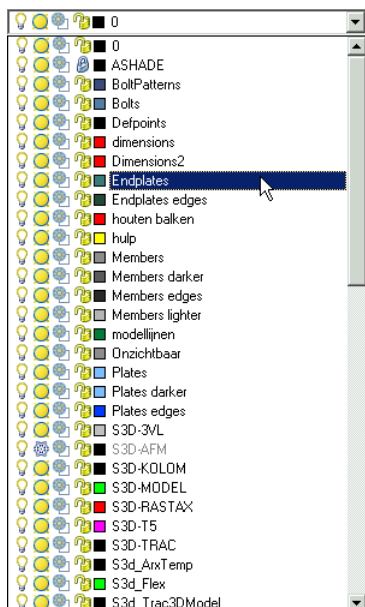 0
0
ASHADE
BoltPatterns
Bolts
Defpoints
dimensions
Dimensions2
Endplates
Endplates edges
houten balken
hulp
Members
Members darker
Members edges
Members lighter
modellijnen
Onzichtbaar
Plates
Plates darker
Plates edges
S3D-3VL
S3D-AFM
S3D-KOLOM
S3D-MODEL
S3D-RASTAX
S3D-T5
S3D-TRAC
S3d_ArxTemp
S3d_Flex
S3d_Trac3DModel